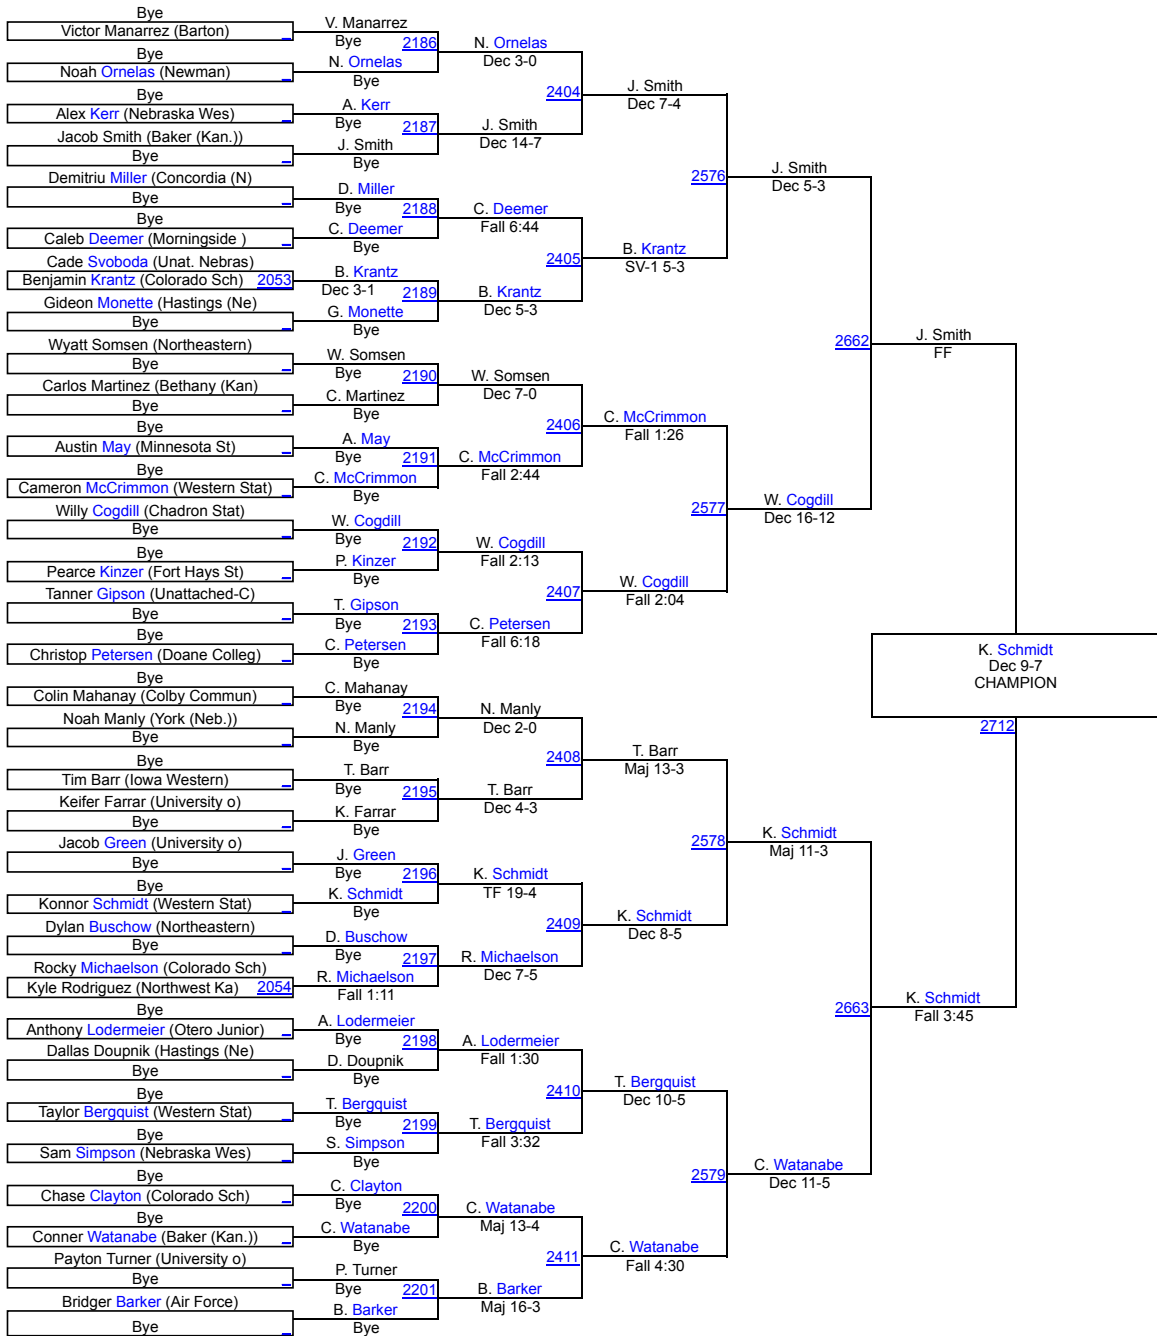 Bye
Victor Manarrez (Barton)
Bye
Noah Ornelas (Newman)
Bye
Alex Kerr (Nebraska Wes)
Jacob Smith (Baker (Kan.))
Bye
Demitriu Miller (Concordia (N)
Bye
Bye
Caleb Deemer (Morningside )
Cade Svoboda (Unat. Nebras)
Benjamin Krantz (Colorado Sch) 2053
Gideon Monette (Hastings (Ne)
Bye
Wyatt Somsen (Northeastern)
Bye
Carlos Martinez (Bethany (Kan)
Bye
Bye
Austin May (Minnesota St)
Bye
Cameron McCrimmon (Western Stat)
Willy Cogdill (Chadron Stat)
Bye
Bye
Pearce Kinzer (Fort Hays St)
Tanner Gipson (Unattached-C)
Bye
Bye
Christop Petersen (Doane Colleg)
Bye
Colin Mahanay (Colby Commun)
Noah Manly (York (Neb.))
Bye
Bye
Tim Barr (Iowa Western)
Keifer Farrar (University o)
Bye
Jacob Green (University o)
Bye
Bye
Konnor Schmidt (Western Stat)
Dylan Buschow (Northeastern)
Bye
Rocky Michaelson (Colorado Sch)
Kyle Rodriguez (Northwest Ka) 2054
Bye
Anthony Lodermeier (Otero Junior)
Dallas Doupnik (Hastings (Ne)
Bye
Bye
Taylor Bergquist (Western Stat)
Bye
Sam Simpson (Nebraska Wes)
Bye
Chase Clayton (Colorado Sch)
Bye
Conner Watanabe (Baker (Kan.))
Payton Turner (University o)
Bye
Bridger Barker (Air Force)
Bye
V. Manarrez
Bye 2186
N. Ornelas
Bye
A. Kerr
Bye 2187
J. Smith
Bye
D. Miller
Bye 2188
C. Deemer
Bye
B. Krantz
Dec 3-1 2189
G. Monette
Bye
W. Somsen
Bye 2190
C. Martinez
Bye
A. May
Bye 2191
C. McCrimmon
Bye
W. Cogdill
Bye 2192
P. Kinzer
Bye
T. Gipson
Bye 2193
C. Petersen
Bye
C. Mahanay
Bye 2194
N. Manly
Bye
T. Barr
Bye 2195
K. Farrar
Bye
J. Green
Bye 2196
K. Schmidt
Bye
D. Buschow
Bye 2197
R. Michaelson
Fall 1:11
A. Lodermeier
Bye 2198
D. Doupnik
Bye
T. Bergquist
Bye 2199
S. Simpson
Bye
C. Clayton
Bye 2200
C. Watanabe
Bye
P. Turner
Bye 2201
B. Barker
Bye
N. Ornelas
Dec 3-0
2404
J. Smith
Dec 14-7
C. Deemer
Fall 6:44
2405
B. Krantz
Dec 5-3
W. Somsen
Dec 7-0
2406
C. McCrimmon
Fall 2:44
W. Cogdill
Fall 2:13
2407
C. Petersen
Fall 6:18
N. Manly
Dec 2-0
2408
T. Barr
Dec 4-3
K. Schmidt
TF 19-4
2409
R. Michaelson
Dec 7-5
A. Lodermeier
Fall 1:30
2410
T. Bergquist
Fall 3:32
C. Watanabe
Maj 13-4
2411
B. Barker
Maj 16-3
J. Smith
Dec 7-4
2576
B. Krantz
SV-1 5-3
C. McCrimmon
Fall 1:26
2577
W. Cogdill
Fall 2:04
T. Barr
Maj 13-3
2578
K. Schmidt
Dec 8-5
T. Bergquist
Dec 10-5
2579
C. Watanabe
Fall 4:30
J. Smith
Dec 5-3
2662
W. Cogdill
Dec 16-12
K. Schmidt
Maj 11-3
2663
C. Watanabe
Dec 11-5
J. Smith
FF
K. Schmidt
Dec 9-7
CHAMPION
2712
K. Schmidt
Fall 3:45